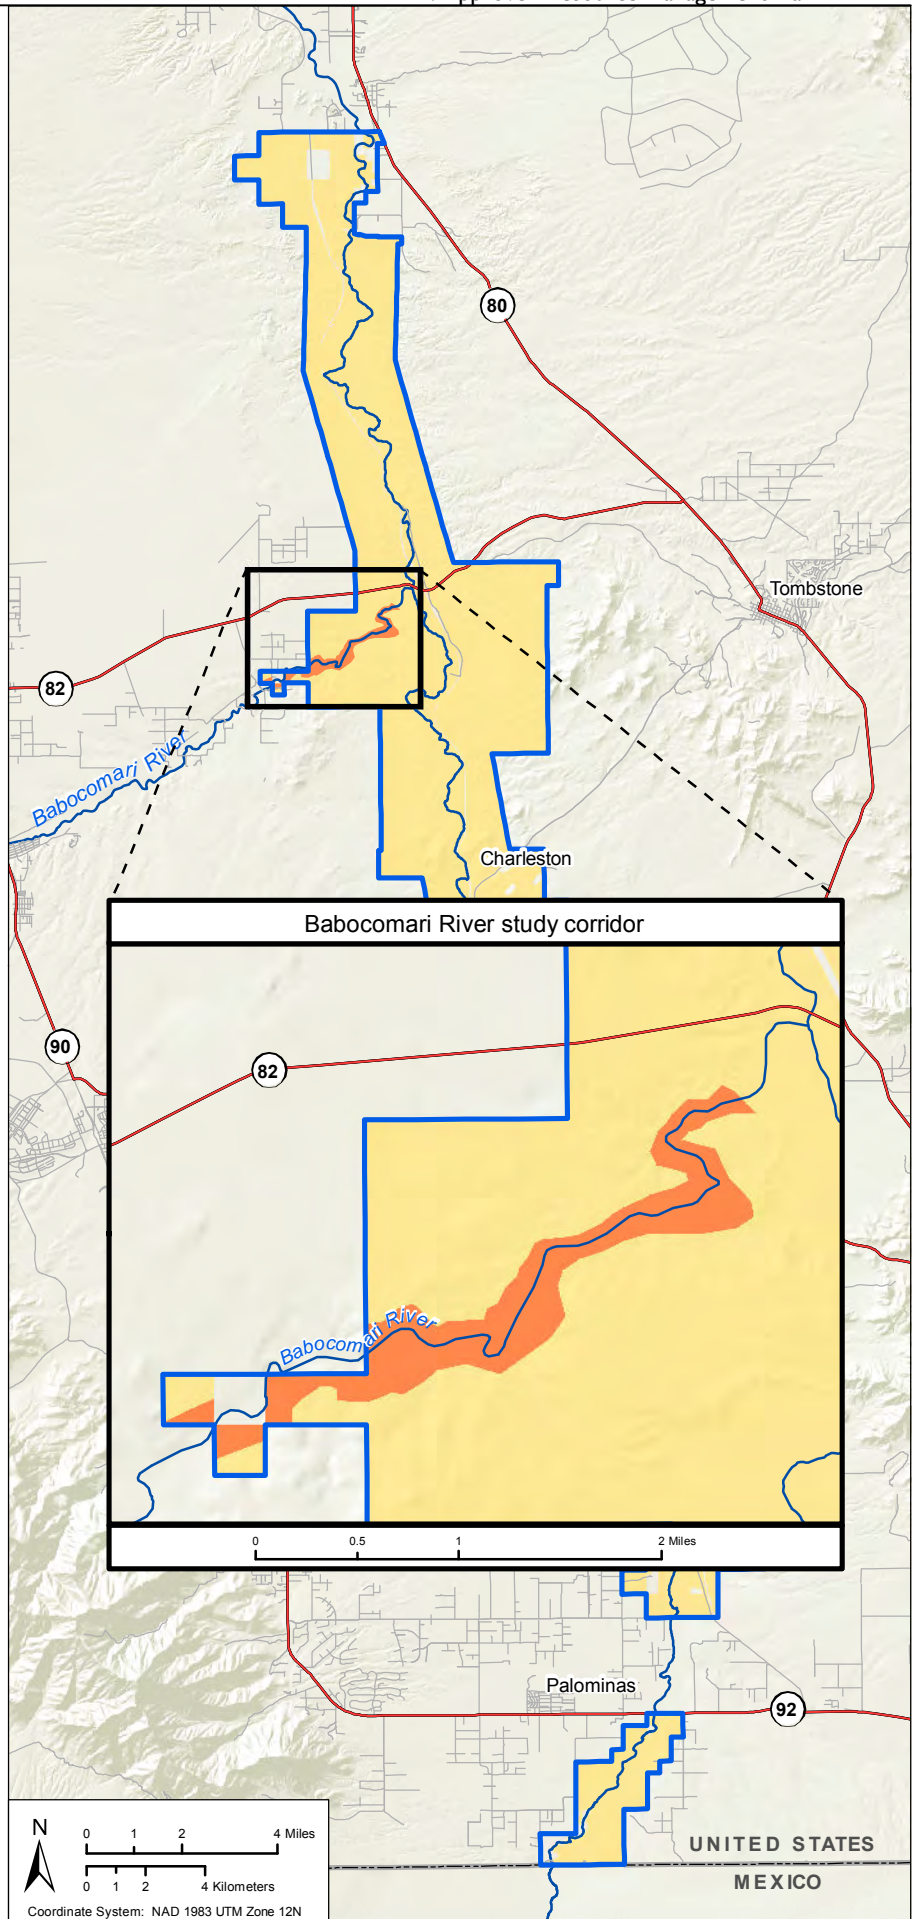 80
Tombstone
82
Babocomari River
Charleston
Babocomari River study corridor
90
82
Babocomari River
0 0.5 1 2 Miles
Palominas
92
N
0 1 2 4 Miles
0 1 2 4 Kilometers
Coordinate System: NAD 1983 UTM Zone 12N
UNITED STATES
MEXICO